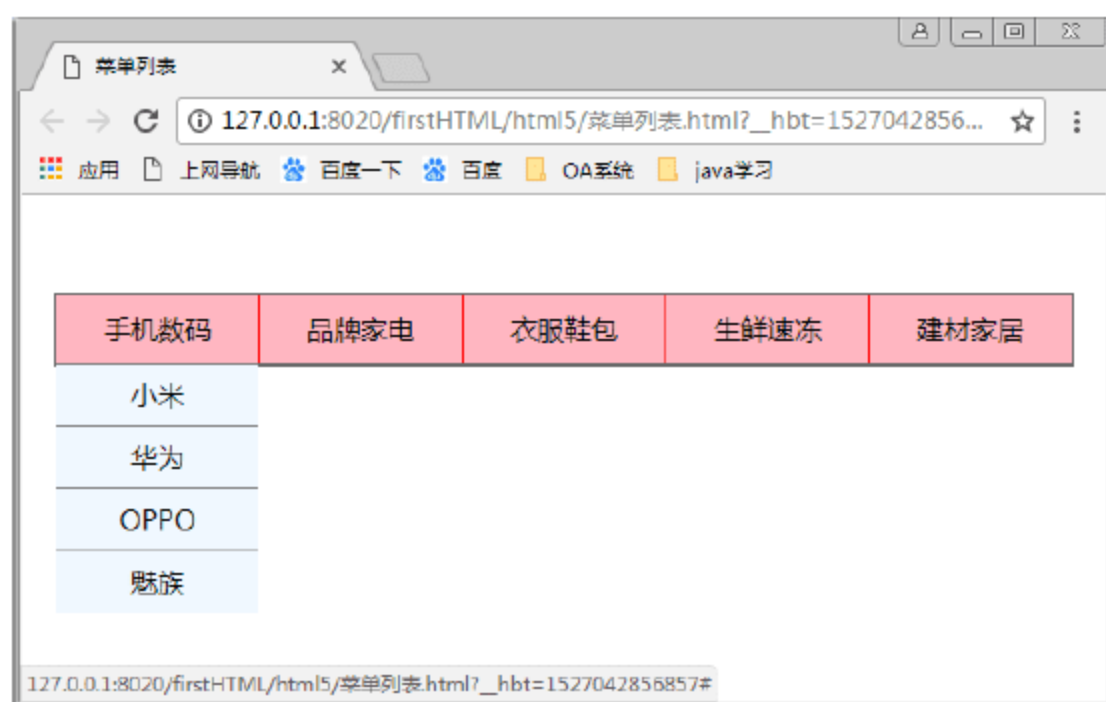 菜单列表
127.0.0.1:8020/firstHTML/html5/菜单列表.html?__hbt=1527042856...
应用 上网导航 百度一下 百度 OA系统 java学习
手机数码 品牌家电 衣服鞋包 生鲜速冻 建材家居
小米
华为
OPPO
魅族
127.0.0.1:8020/firstHTML/html5/菜单列表.html?__hbt=1527042856857#